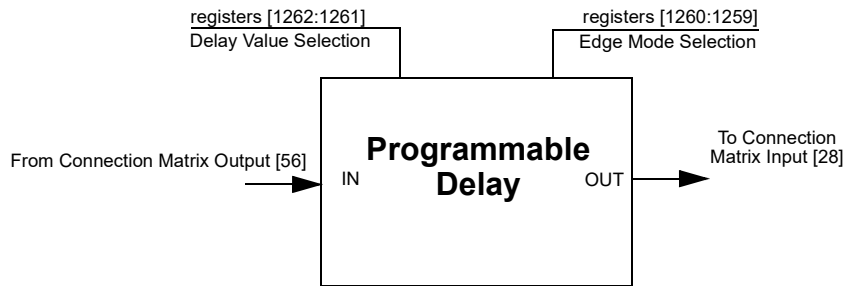 registers [1262:1261]
Delay Value Selection
registers [1260:1259]
Edge Mode Selection
From Connection Matrix Output [56]
IN
Programmable
Delay
OUT
To Connection
Matrix Input [28]